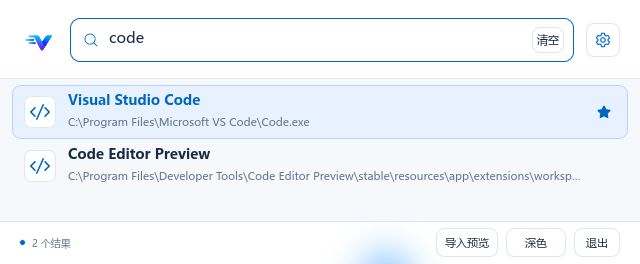 code
清空
Visual Studio Code
C:\Program Files\Microsoft VS Code\Code.exe
Code Editor Preview
C:\Program Files\Developer Tools\Code Editor Preview\stable\resources\app\extensions\worksp...
2 个结果
导入预览
深色
退出